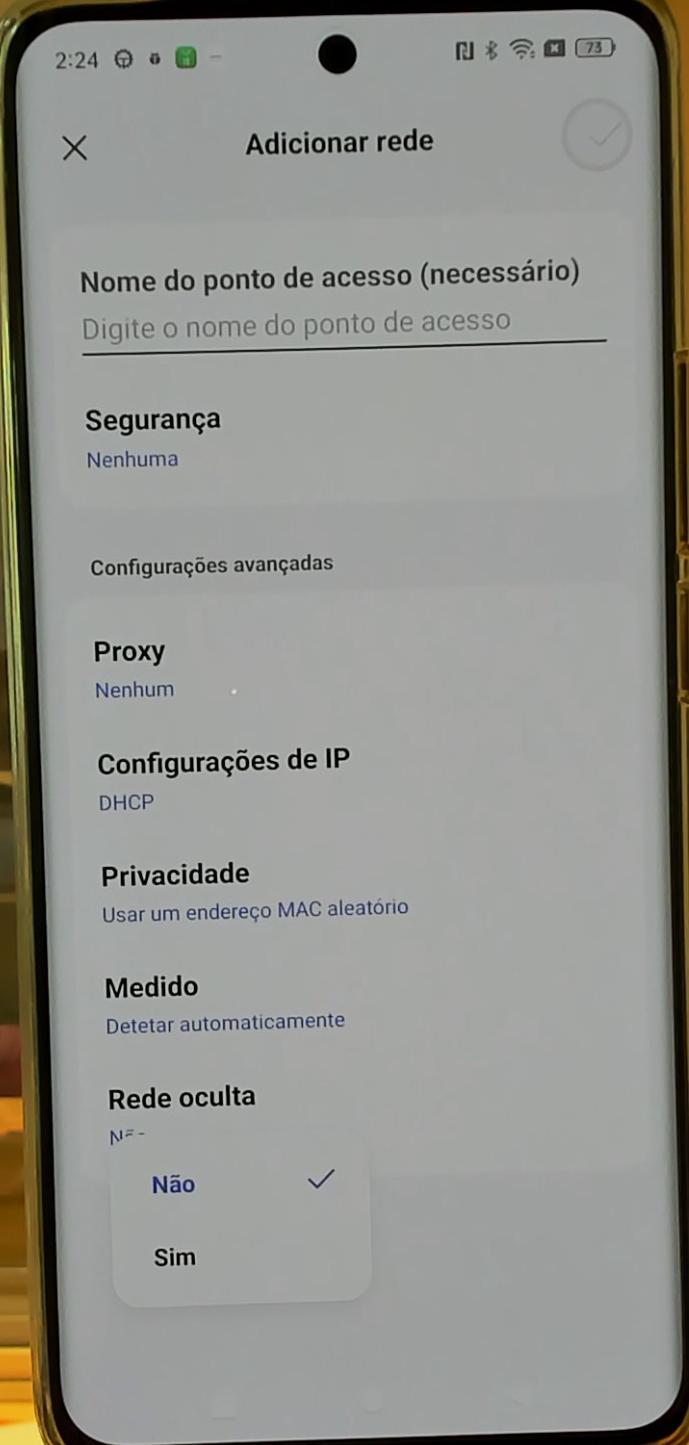 2:24
73
Adicionar rede
Nome do ponto de acesso (necessário)
Digite o nome do ponto de acesso
Segurança
Nenhuma
Configurações avançadas
Proxy
Nenhum
Configurações de IP
DHCP
Privacidade
Usar um endereço MAC aleatório
Medido
Detetar automaticamente
Rede oculta
Não
Sim